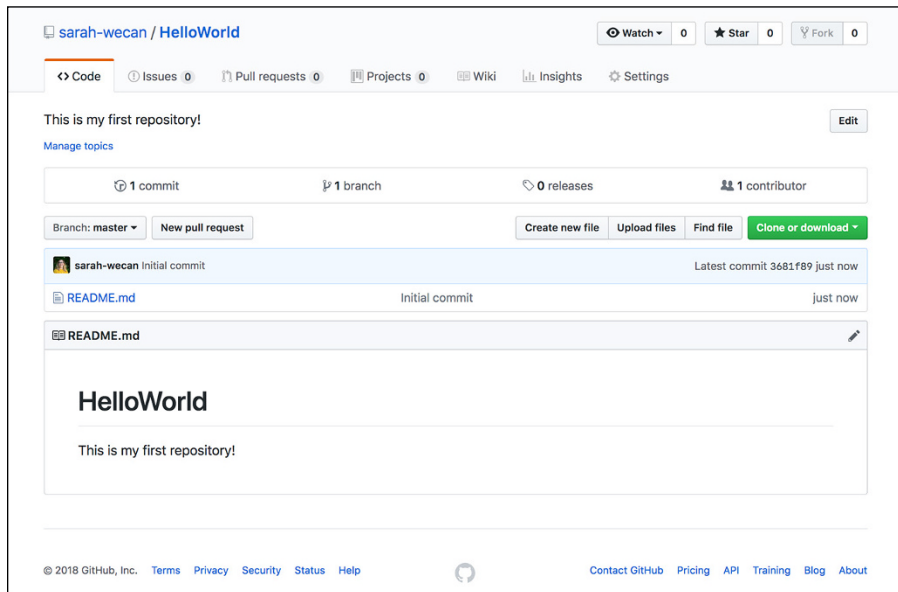 sarah-wecan / HelloWorld
Watch 0 Star 0 Fork 0
Code Issues 0 Pull requests 0 Projects 0 Wiki Insights Settings
This is my first repository!
Edit
Manage topics
1 commit 1 branch 0 releases 1 contributor
Branch: master New pull request Create new file Upload files Find file Clone or download
sarah-wecan Initial commit Latest commit 3681f89 just now
README.md Initial commit just now
README.md
HelloWorld
This is my first repository!
© 2018 GitHub, Inc. Terms Privacy Security Status Help Contact GitHub Pricing API Training Blog About